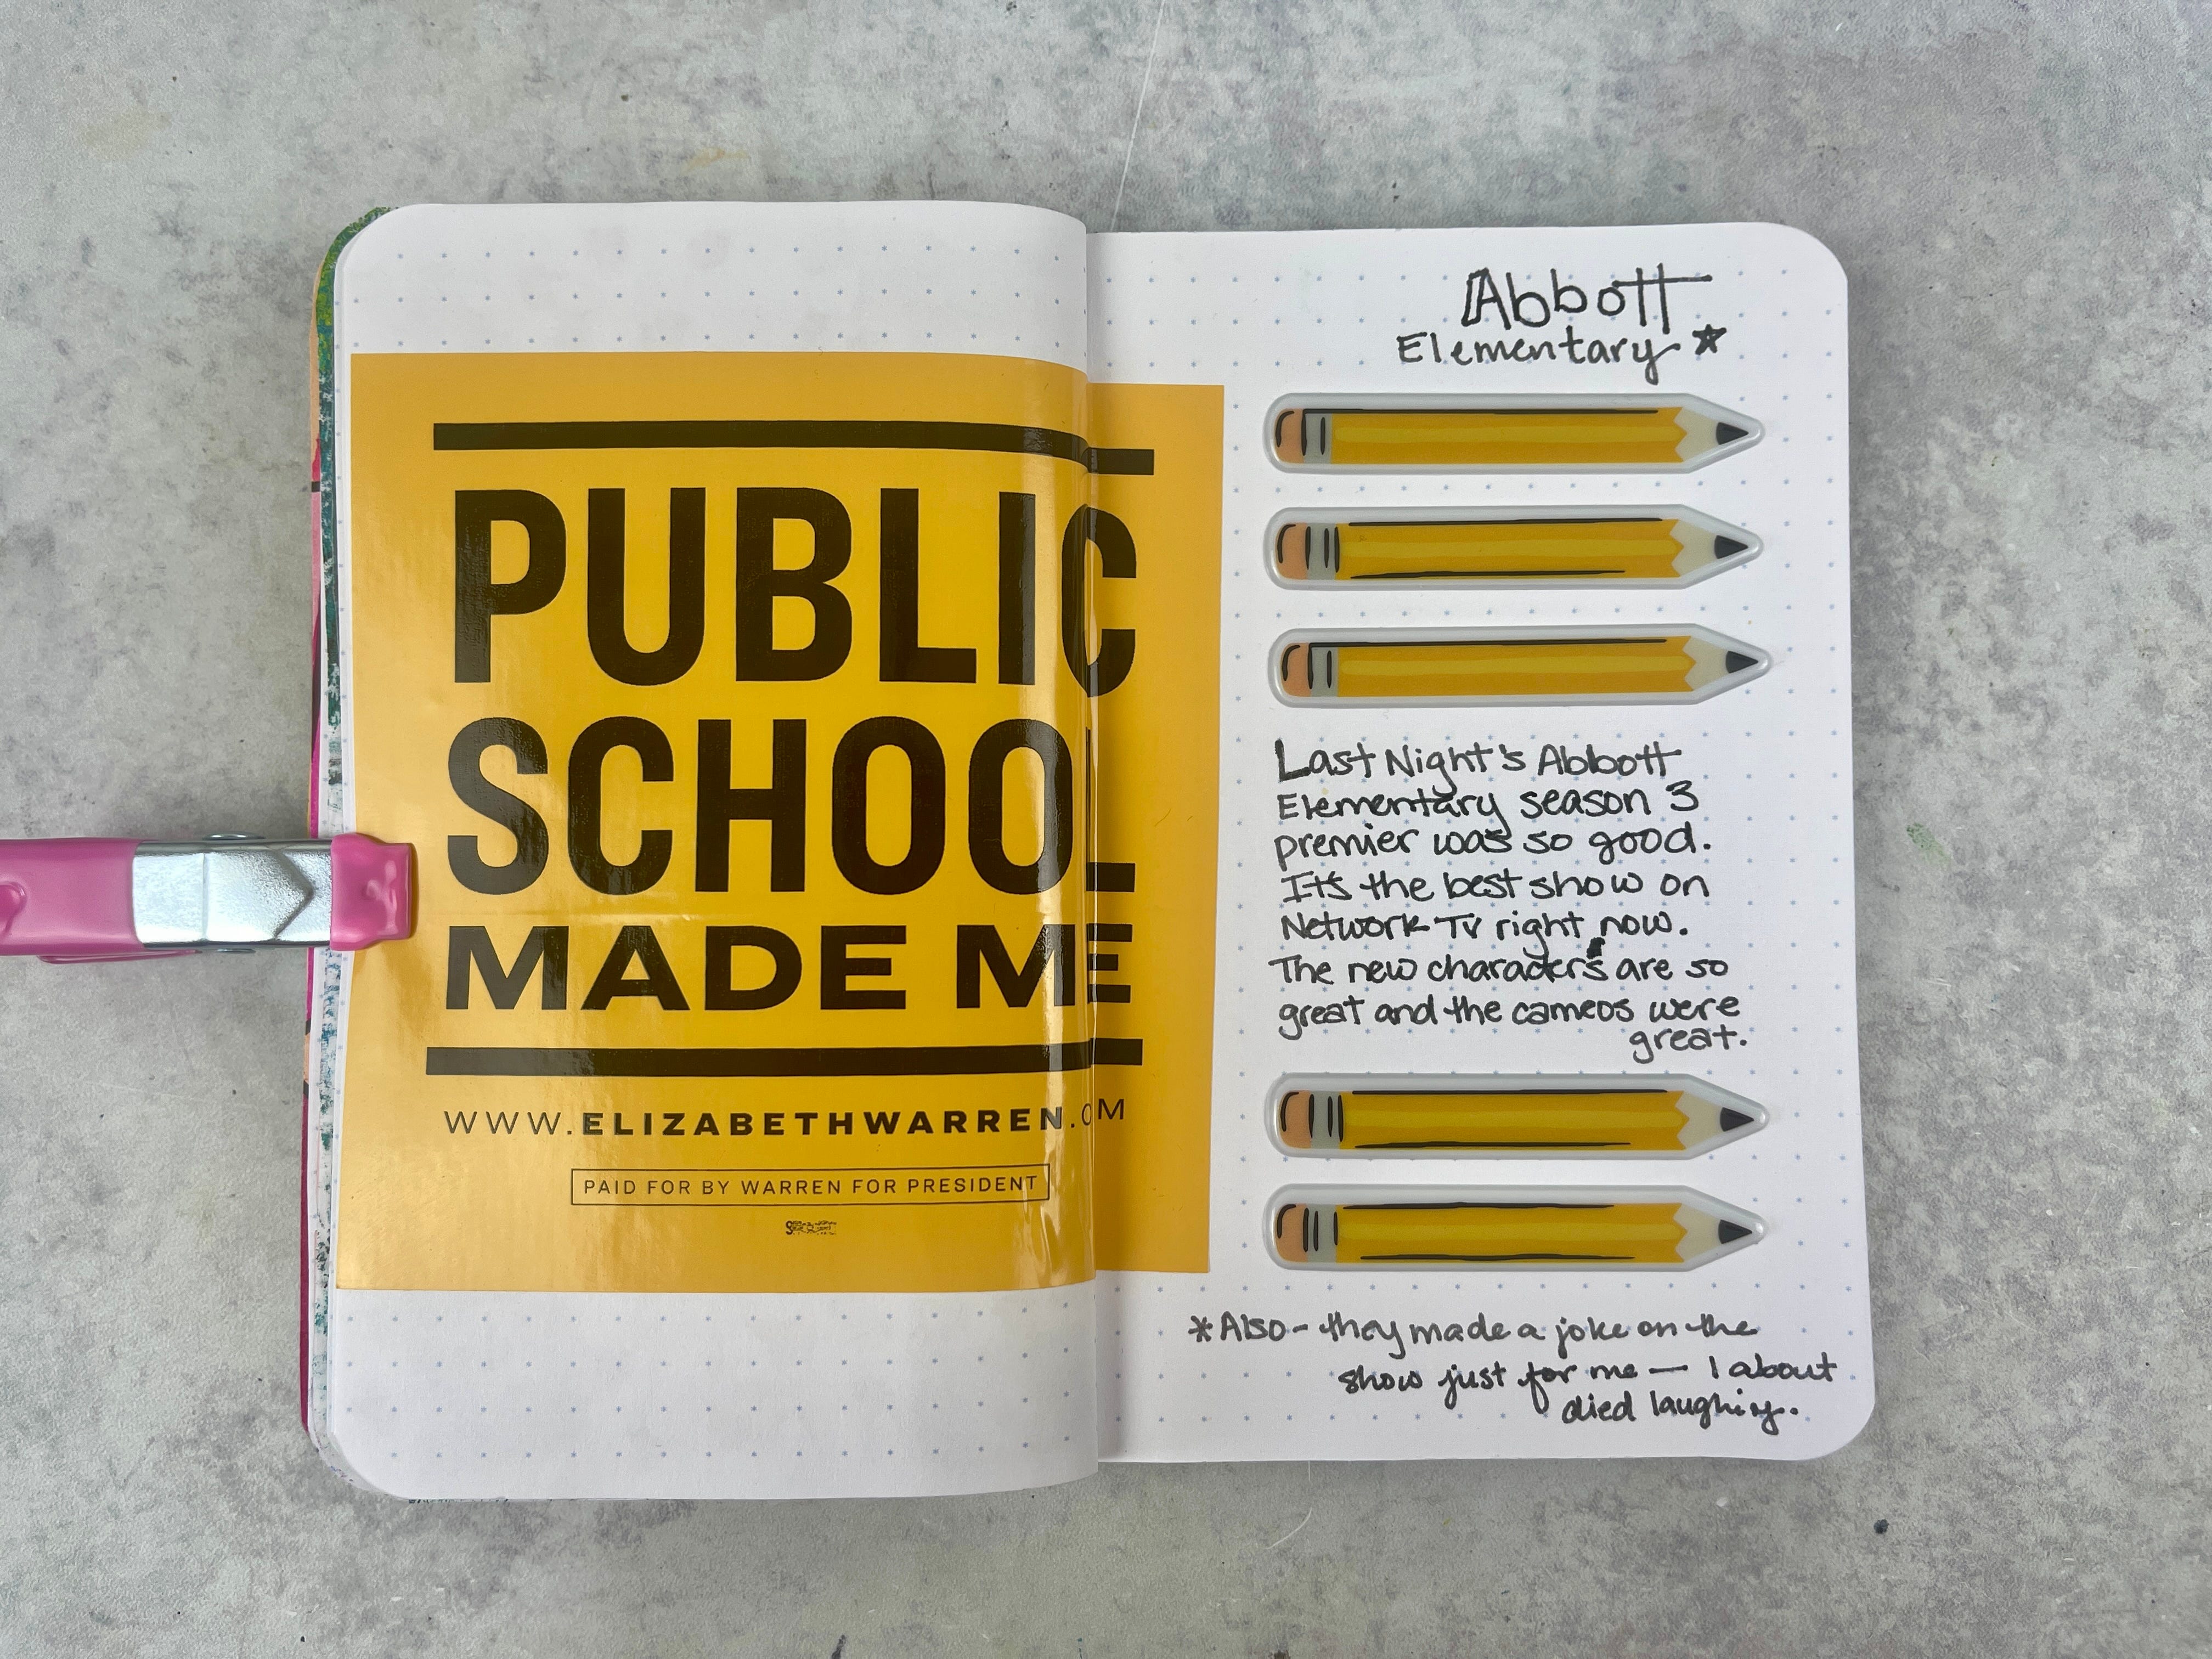 PUBLIC
SCHOOL
MADE ME
WWW.ELIZABETHWARREN.COM
PAID FOR BY WARREN FOR PRESIDENT
Abbott
Elementary ☆
Last Night's Abbott
Elementary season 3
premier was so good.
It's the best show on
Network TV right now.
The new characters are so
great and the cameos were
great.
*Also - they made a joke on the
show just for me — I about
died laughing.